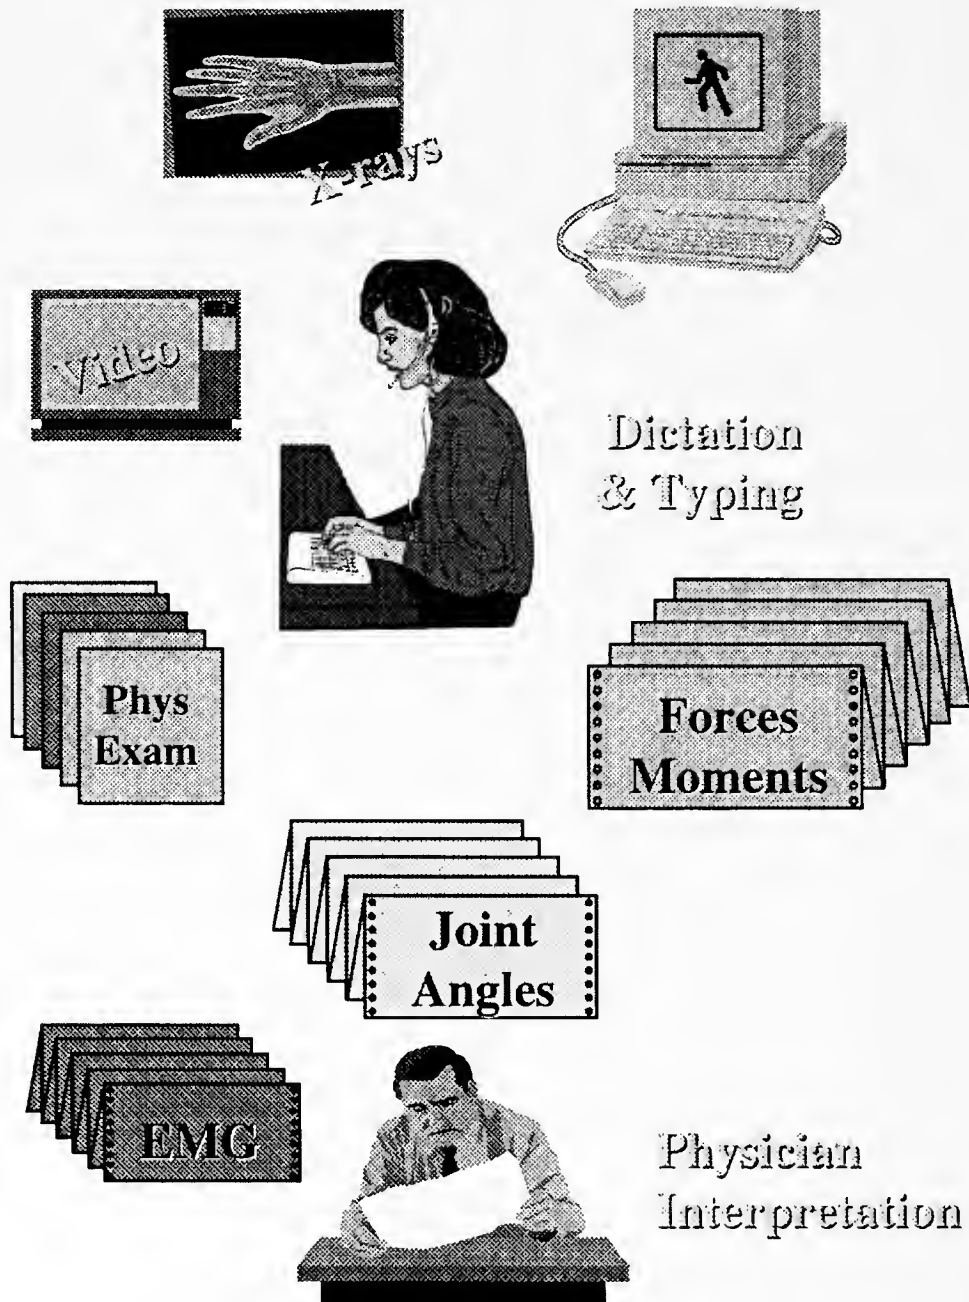 X-rays
Video
Dictation
& Typing
Phys
Exam
Forces
Moments
Joint
Angles
EMG
Physician
Interpretation